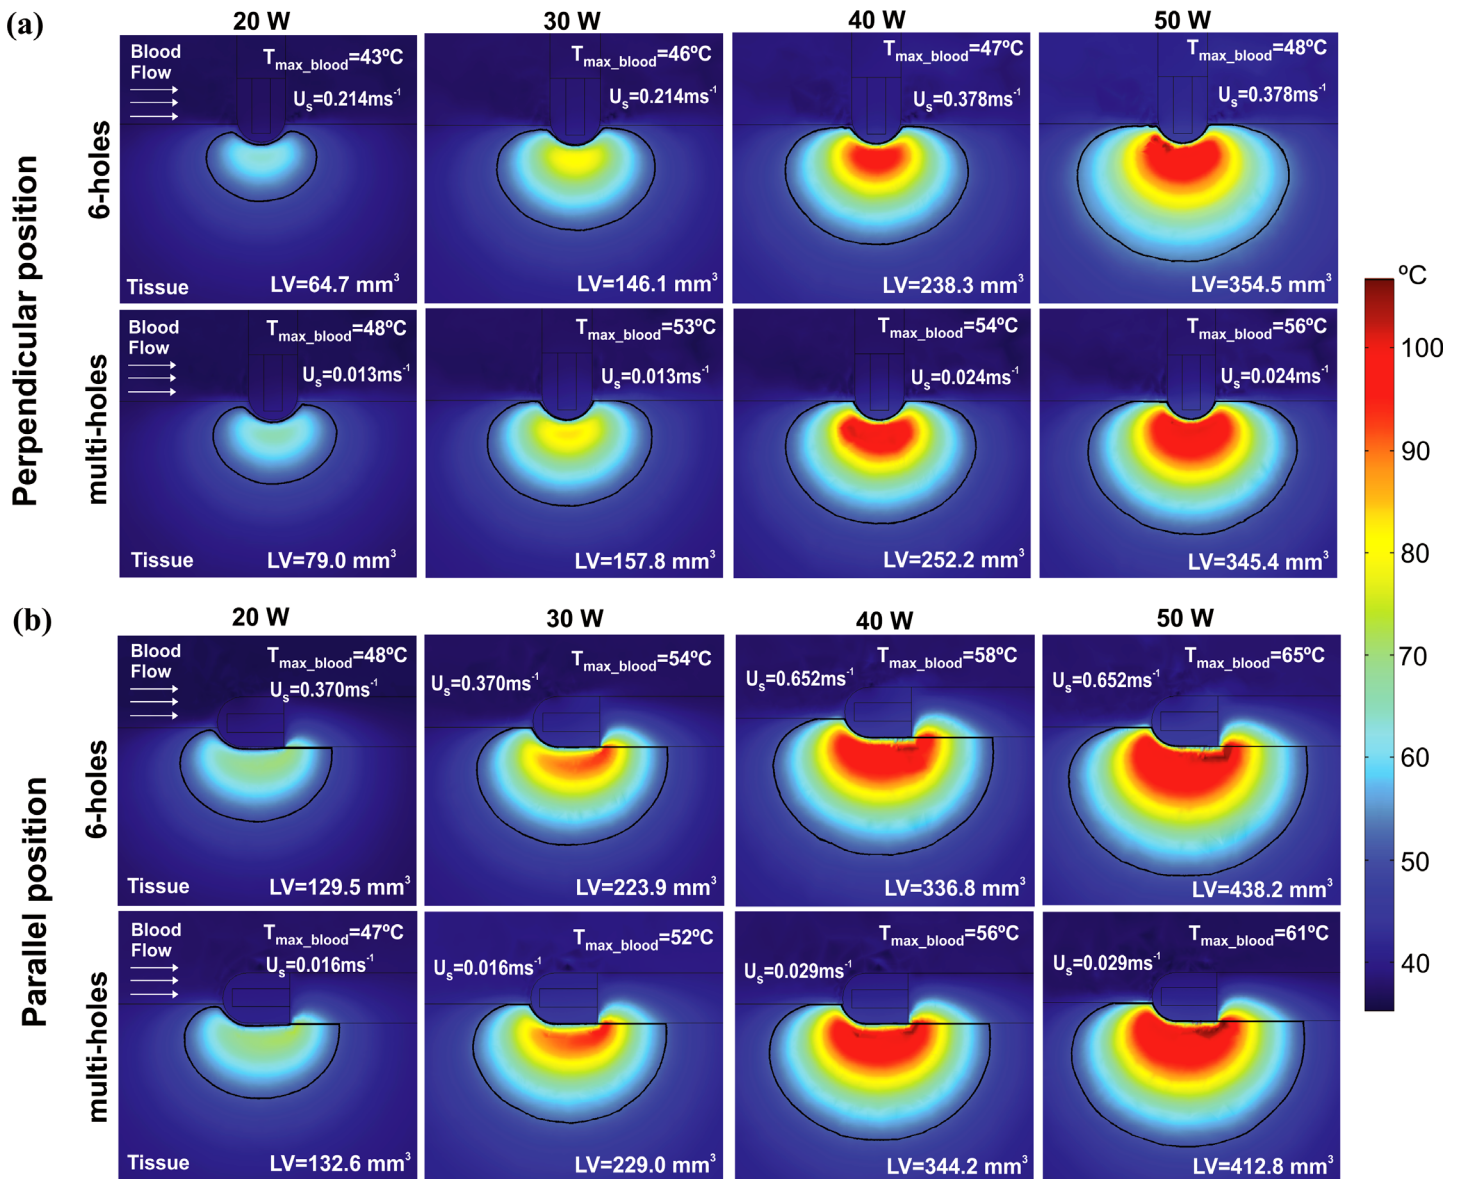 (a)
20 W
30 W
40 W
50 W
Perpendicular position
6-holes
Blood
Flow
Tmax_blood=43ºC
Us=0.214ms-1
Tissue
LV=64.7 mm3
Tmax_blood=46ºC
Us=0.214ms-1
LV=146.1 mm3
Tmax_blood=47ºC
Us=0.378ms-1
LV=238.3 mm3
Tmax_blood=48ºC
Us=0.378ms-1
LV=354.5 mm3
multi-holes
Blood
Flow
Tmax_blood=48ºC
Us=0.013ms-1
Tissue
LV=79.0 mm3
Tmax_blood=53ºC
Us=0.013ms-1
LV=157.8 mm3
Tmax_blood=54ºC
Us=0.024ms-1
LV=252.2 mm3
Tmax_blood=56ºC
Us=0.024ms-1
LV=345.4 mm3
(b)
20 W
30 W
40 W
50 W
Parallel position
6-holes
Blood
Flow
Tmax_blood=48ºC
Us=0.370ms-1
Tissue
LV=129.5 mm3
Tmax_blood=54ºC
Us=0.370ms-1
LV=223.9 mm3
Tmax_blood=58ºC
Us=0.652ms-1
LV=336.8 mm3
Tmax_blood=65ºC
Us=0.652ms-1
LV=438.2 mm3
multi-holes
Blood
Flow
Tmax_blood=47ºC
Us=0.016ms-1
Tissue
LV=132.6 mm3
Tmax_blood=52ºC
Us=0.016ms-1
LV=229.0 mm3
Tmax_blood=56ºC
Us=0.029ms-1
LV=344.2 mm3
Tmax_blood=61ºC
Us=0.029ms-1
LV=412.8 mm3
ºC
100
90
80
70
60
50
40